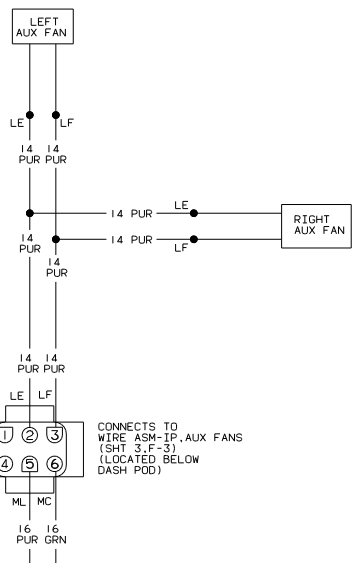 LEFT
AUX FAN
LE LF
14 14
PUR PUR
LE
14 PUR
RIGHT
AUX FAN
14
PUR
14 PUR
LF
14
PUR
14 14
PUR PUR
LE LF
1 2 3
CONNECTS TO
WIRE ASM-IP,AUX FANS
(SHT 3,F-3)
(LOCATED BELOW
DASH POD)
4 5 6
ML MC
16 16
PUR GRN